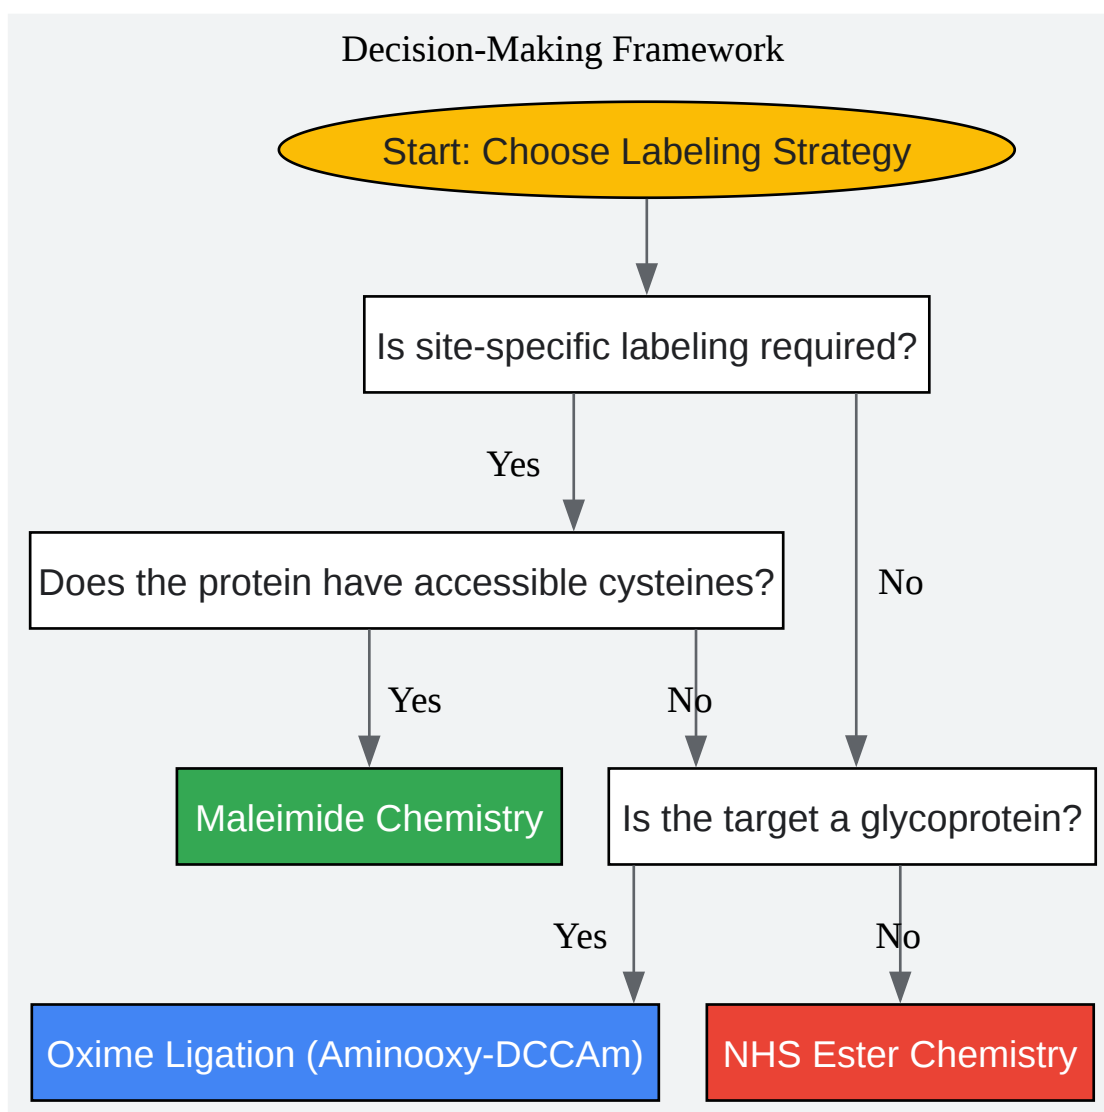 Decision-Making Framework
Start: Choose Labeling Strategy
Is site-specific labeling required?
Yes
Does the protein have accessible cysteines?
No
Yes
No
Maleimide Chemistry
Is the target a glycoprotein?
Yes
No
Oxime Ligation (Aminooxy-DCCAm)
NHS Ester Chemistry